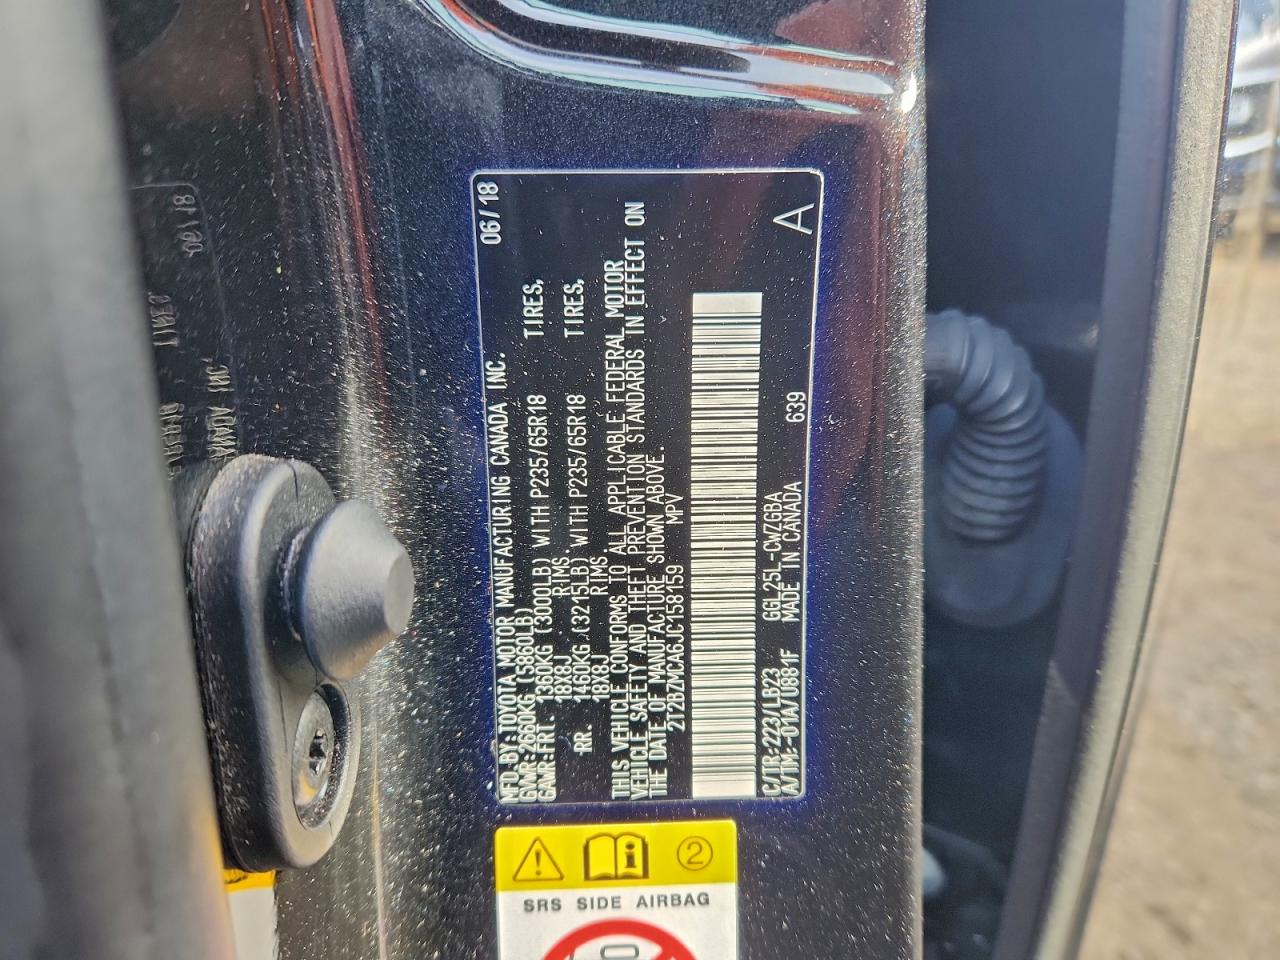 MFD.BY:TOYOTA MOTOR MANUFACTURING CANADA INC. 06/18
GVWR:2660KG (5860LB)
GAWR:FRT. 1360KG (3000LB) WITH P235/65R18 TIRES,
18X8J RIMS.
RR. 1460KG (3215LB) WITH P235/65R18 TIRES,
18X8J RIMS
THIS VEHICLE CONFORMS TO ALL APPLICABLE FEDERAL MOTOR
VEHICLE SAFETY AND THEFT PREVENTION STANDARDS IN EFFECT ON
THE DATE OF MANUFACTURE SHOWN ABOVE.
2T2BZMCA6JC158159 MPV
C/TR:223/LB23 GGL25L-CWZGBA
A/TM:-01A/U881F MADE IN CANADA 639
A
2
SRS SIDE AIRBAG